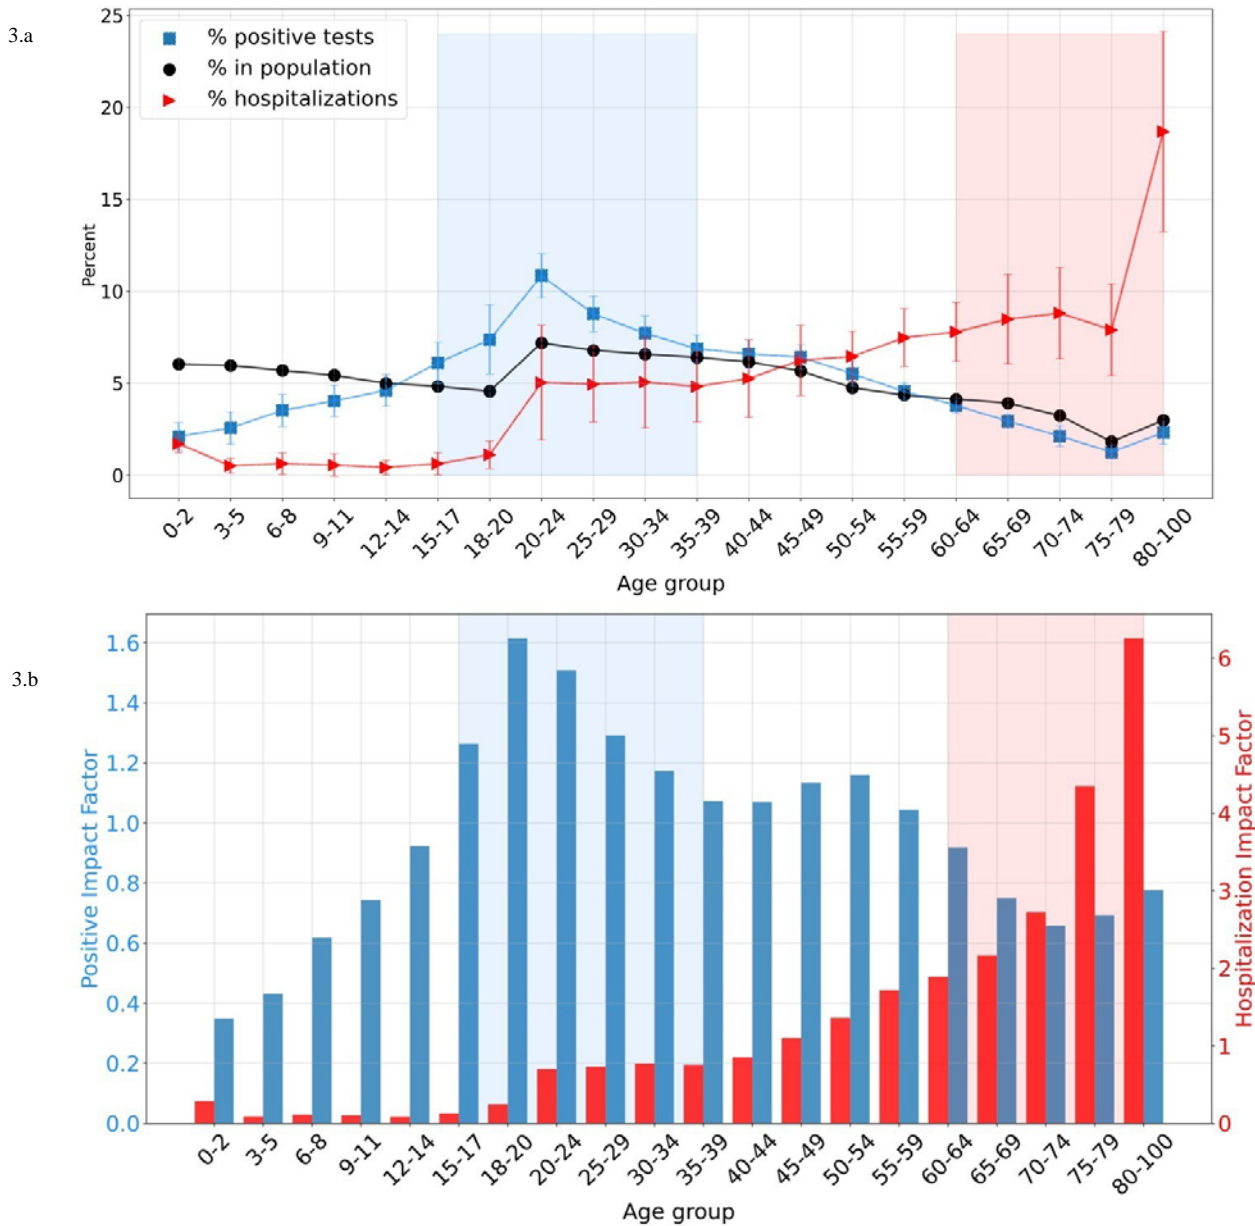 3.a
% positive tests
% in population
% hospitalizations
Percent
25
20
15
10
5
0
0-2 3-5 6-8 9-11 12-14 15-17 18-20 20-24 25-29 30-34 35-39 40-44 45-49 50-54 55-59 60-64 65-69 70-74 75-79 80-100
Age group
3.b
Positive Impact Factor
1.6
1.4
1.2
1.0
0.8
0.6
0.4
0.2
0.0
6
5
4
3
2
1
0
Hospitalization Impact Factor
0-2 3-5 6-8 9-11 12-14 15-17 18-20 20-24 25-29 30-34 35-39 40-44 45-49 50-54 55-59 60-64 65-69 70-74 75-79 80-100
Age group